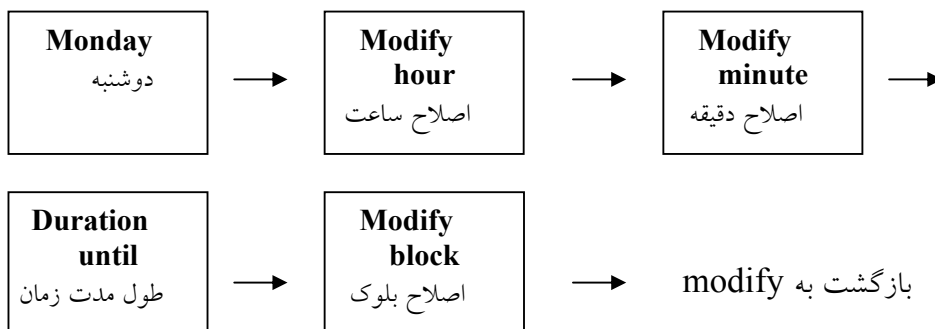 Monday
دوشنبه
Modify
hour
اصلاح ساعت
Modify
minute
اصلاح دقیقه
Duration
until
طول مدت زمان
Modify
block
اصلاح بلوک
بازگشت به modify